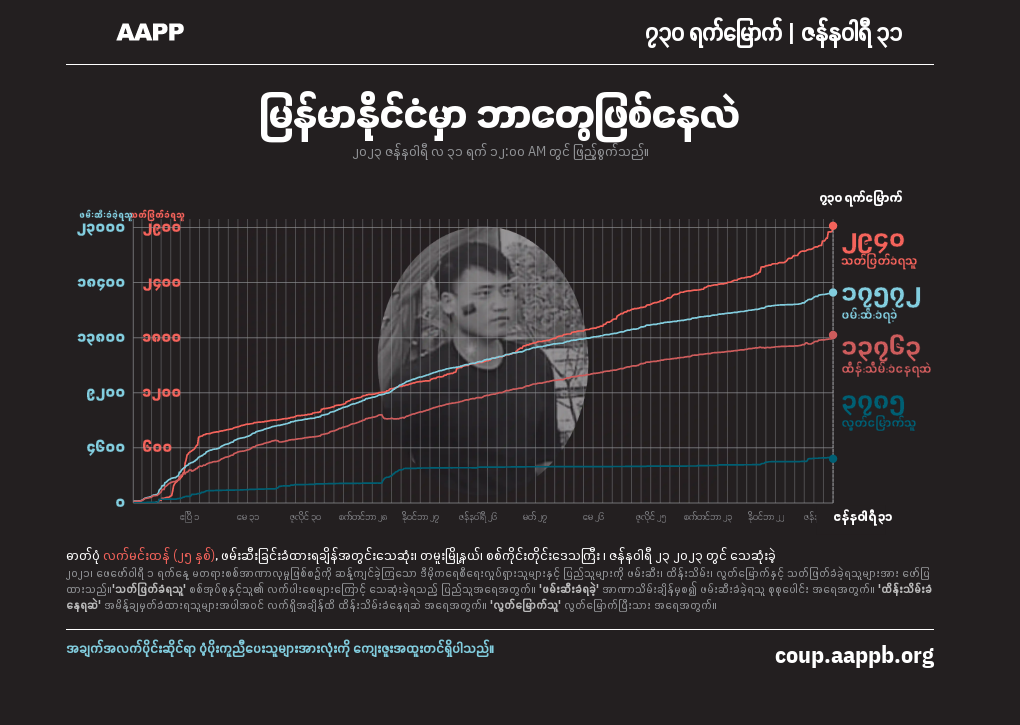 AAPP
၇၃၀ ရက်မြောက် | ဇန်နဝါရီ ၃၁
မြန်မာနိုင်ငံမှာ ဘာတွေဖြစ်နေလဲ
၂၀၂၃ ဇန်နဝါရီ လ ၃၁ ရက် ၁၂:၀၀ AM တွင် ဖြည့်စွက်သည်။
၇၃၀ ရက်မြောက်
ဖမ်းဆီးခံခဲ့ရသူ သတ်ဖြတ်ခံရသူ
၂၃၀၀၀ ၂၉၀၀
၁၈၄၀၀ ၂၄၀၀
၁၃၈၀၀ ၁၈၀၀
၉၂၀၀ ၁၂၀၀
၄၆၀၀ ၆၀၀
၀
၂၉၄၀
သတ်ဖြတ်ခံရသူ
၁၇၅၇၂
ဖမ်းဆီးခံရခဲ့
၁၃၇၆၃
ထိန်းသိမ်းခံနေရဆဲ
၃၇၈၅
လွတ်မြောက်သူ
ဧပြီ ၁ မေ ၃၁ ဇူလိုင် ၃၀ စက်တင်ဘာ ၂၈ နိုဝင်ဘာ ၂၇ ဇန်နဝါရီ ၂၆ မတ် ၂၇ မေ ၂၆ ဇူလိုင် ၂၅ စက်တင်ဘာ ၂၃ နိုဝင်ဘာ ၂၂ ဇန်း ဇန်နဝါရီ ၃၁
ဓာတ်ပုံ လက်မင်းထန် (၂၅ နှစ်), ဖမ်းဆီးခြင်းခံထားရချိန်အတွင်းသေဆုံး၊ တမူးမြို့နယ်၊ စစ်ကိုင်းတိုင်းဒေသကြီး ၊ ဇန်နဝါရီ ၂၃ ၂၀၂၃ တွင် သေဆုံးခဲ့
၂၀၂၁၊ ဖေဖော်ဝါရီ ၁ ရက်နေ့ မတရားစစ်အာဏာလုမှုဖြစ်စဉ်ကို ဆန့်ကျင်ခဲ့ကြသော ဒီမိုကရေစီရေးလှုပ်ရှားသူများနှင့် ပြည်သူများကို ဖမ်းဆီး၊ ထိန်းသိမ်း၊ လွတ်မြောက်နှင့် သတ်ဖြတ်ခံခဲ့ရသူများအား ဖော်ပြ
ထားသည်။'သတ်ဖြတ်ခံရသူ' စစ်အုပ်စုနှင့်သူ၏ လက်ပါးစေများကြောင့် သေဆုံးခဲ့ရသည့် ပြည်သူအရေအတွက်။ 'ဖမ်းဆီးခံရခဲ့' အာဏာသိမ်းချိန်မှစ၍ ဖမ်းဆီးခံခဲ့ရသူ စုစုပေါင်း အရေအတွက်။ 'ထိန်းသိမ်းခံ
နေရဆဲ' အမိန့်ချမှတ်ခံထားရသူများအပါအဝင် လက်ရှိအချိန်ထိ ထိန်းသိမ်းခံနေရဆဲ အရေအတွက်။ 'လွတ်မြောက်သူ' လွတ်မြောက်ပြီးသား အရေအတွက်။
အချက်အလက်ပိုင်းဆိုင်ရာ ပံ့ပိုးကူညီပေးသူများအားလုံးကို ကျေးဇူးအထူးတင်ရှိပါသည်။
coup.aappb.org